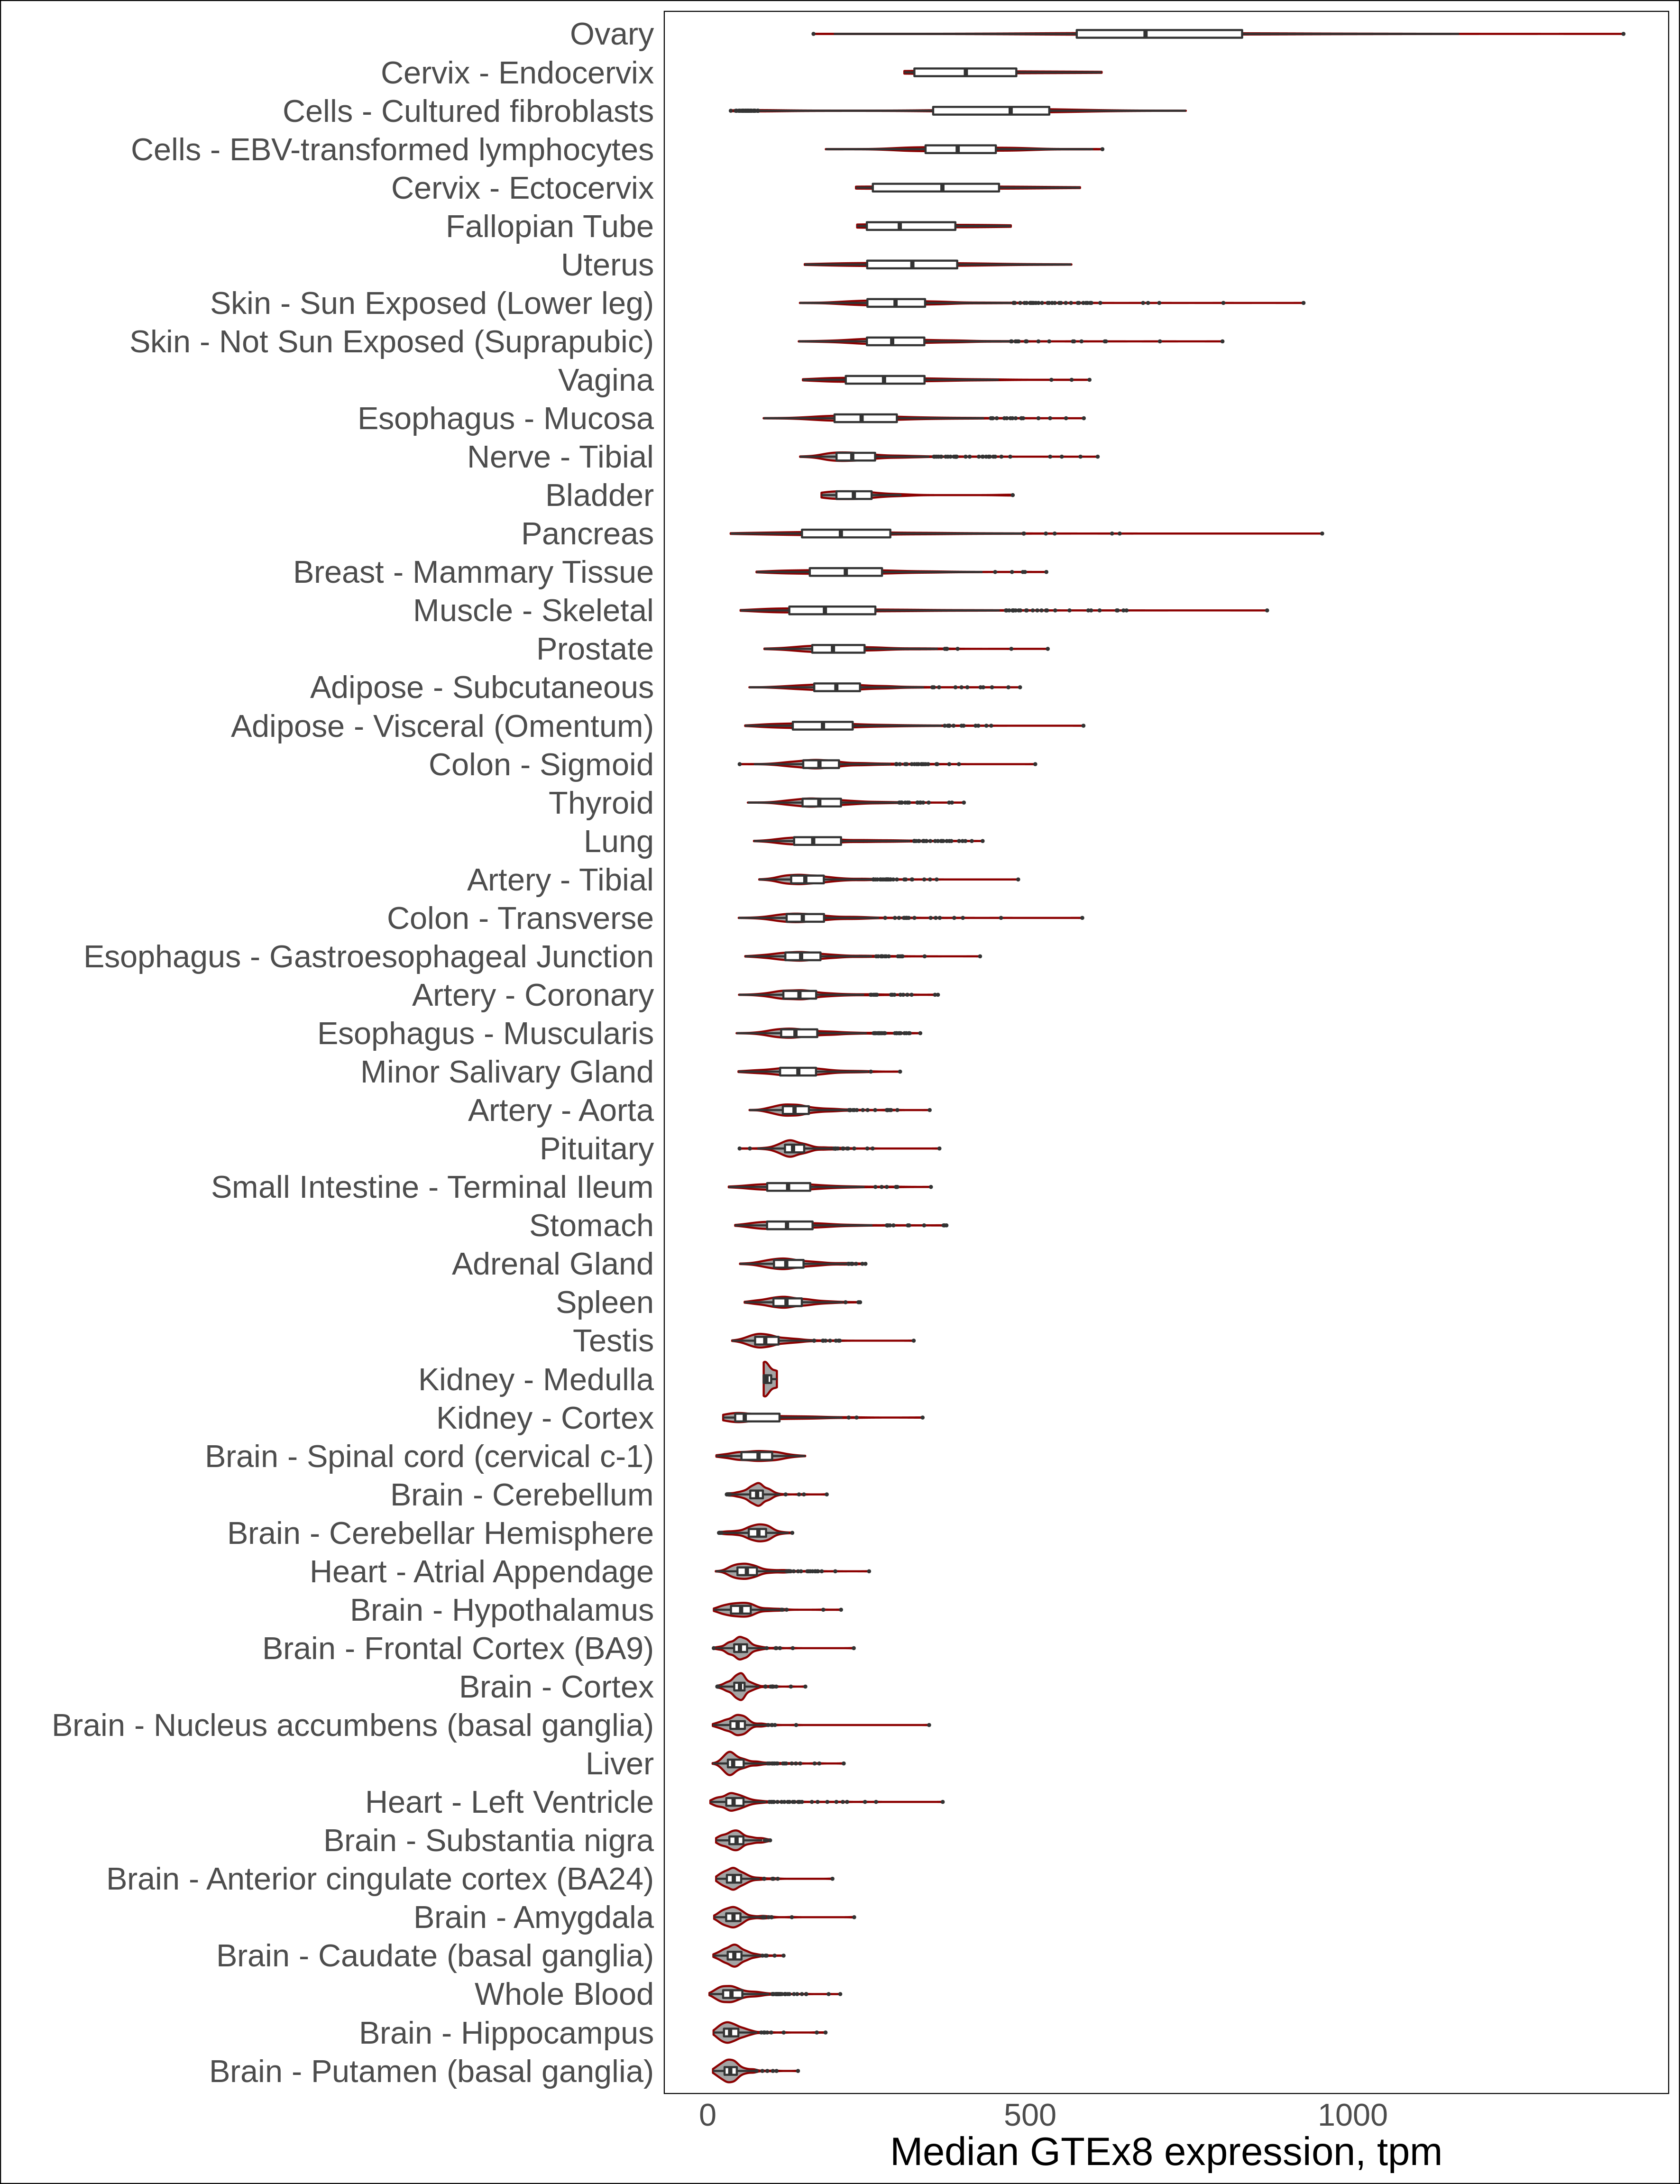 Ovary
Cervix - Endocervix
Cells - Cultured fibroblasts
Cells - EBV-transformed lymphocytes
Cervix - Ectocervix
Fallopian Tube
Uterus
Skin - Sun Exposed (Lower leg)
Skin - Not Sun Exposed (Suprapubic)
Vagina
Esophagus - Mucosa
Nerve - Tibial
Bladder
Pancreas
Breast - Mammary Tissue
Muscle - Skeletal
Prostate
Adipose - Subcutaneous
Adipose - Visceral (Omentum)
Colon - Sigmoid
Thyroid
Lung
Artery - Tibial
Colon - Transverse
Esophagus - Gastroesophageal Junction
Artery - Coronary
Esophagus - Muscularis
Minor Salivary Gland
Artery - Aorta
Pituitary
Small Intestine - Terminal Ileum
Stomach
Adrenal Gland
Spleen
Testis
Kidney - Medulla
Kidney - Cortex
Brain - Spinal cord (cervical c-1)
Brain - Cerebellum
Brain - Cerebellar Hemisphere
Heart - Atrial Appendage
Brain - Hypothalamus
Brain - Frontal Cortex (BA9)
Brain - Cortex
Brain - Nucleus accumbens (basal ganglia)
Liver
Heart - Left Ventricle
Brain - Substantia nigra
Brain - Anterior cingulate cortex (BA24)
Brain - Amygdala
Brain - Caudate (basal ganglia)
Whole Blood
Brain - Hippocampus
Brain - Putamen (basal ganglia)
0 500 1000
Median GTEx8 expression, tpm